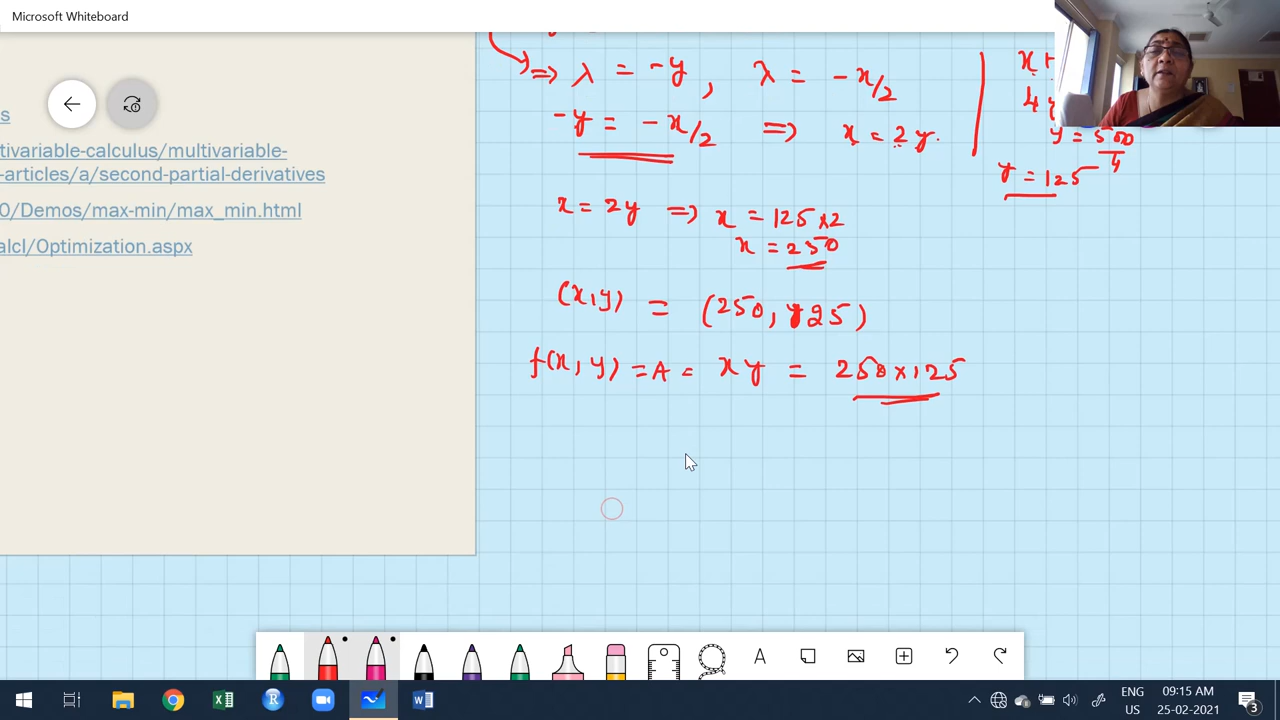 Microsoft Whiteboard
s
tivariable-calculus/multivariable-
-articles/a/second-partial-derivatives
0/Demos/max-min/max_min.html
alcl/Optimization.aspx
⇒ λ = -y, λ = -x/2
-y = -x/2 ⇒ x = 2y.
4y
y = 500/4
y = 125
x = 2y ⇒ x = 125×2
x = 250
(x,y) = (250, 125)
f(x,y) = A = xy = 250×125
A
ENG
US
09:15 AM
25-02-2021
3